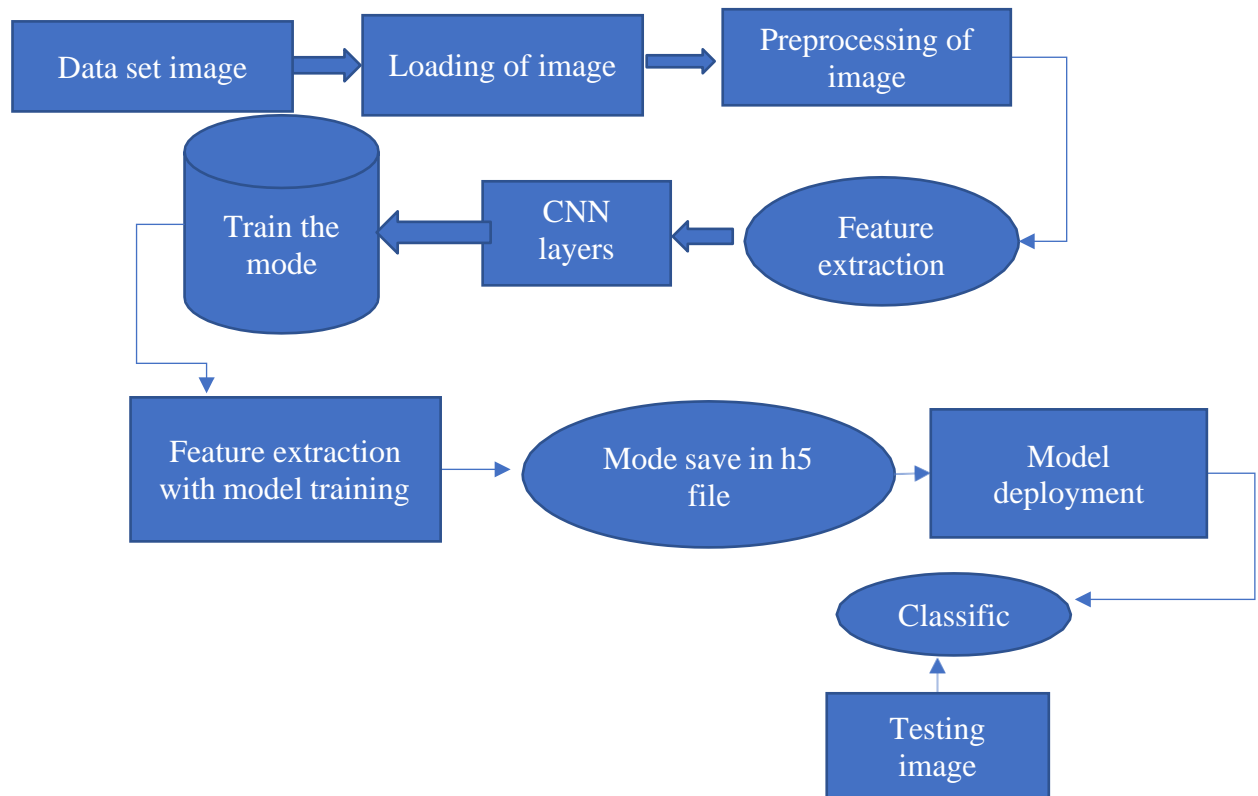 Data set image
Loading of image
Preprocessing of
image
Feature
extraction
CNN
layers
Train the
mode
Feature extraction
with model training
Mode save in h5
file
Model
deployment
Classific
Testing
image